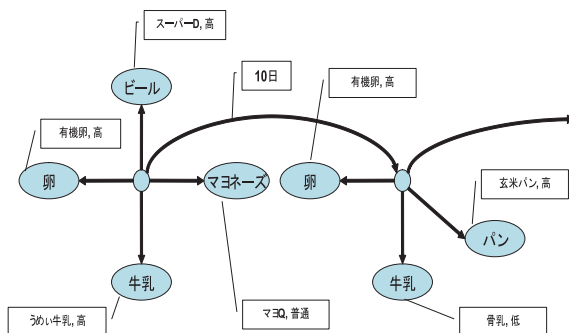 スーパーD, 高
ビール
10日
有機卵, 高
有機卵, 高
卵
マヨネーズ
卵
玄米パン, 高
パン
牛乳
牛乳
うめぃ牛乳, 高
マヨQ, 普通
骨乳, 低